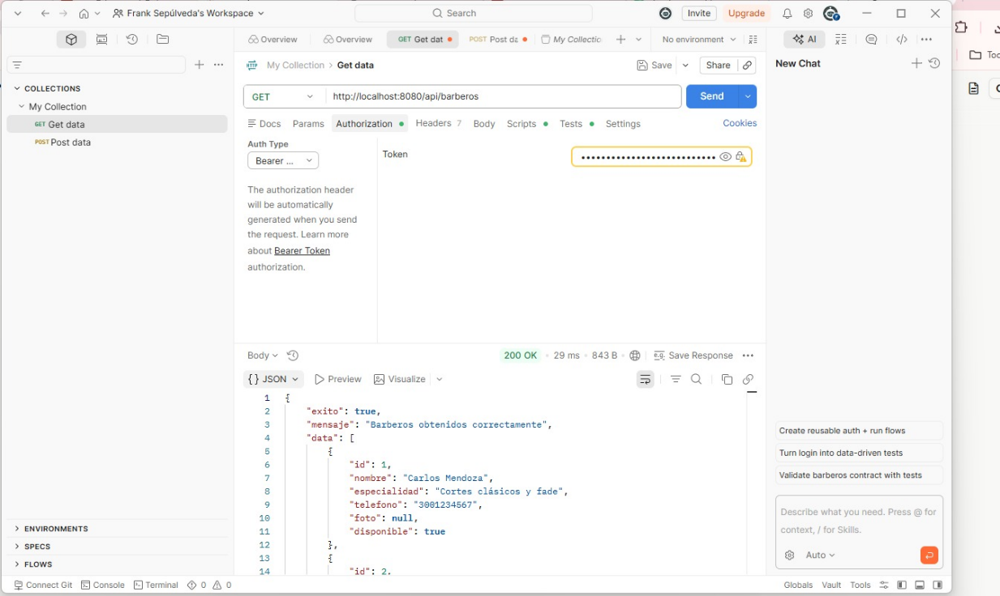 Frank Sepúlveda's Workspace
Search
Invite
Upgrade
Overview
Overview
GET Get dat
POST Post da
My Collectic
No environment
AI
New Chat
COLLECTIONS
My Collection
GET Get data
POST Post data
ENVIRONMENTS
SPECS
FLOWS
HTTP My Collection > Get data
Save
Share
GET
http://localhost:8080/api/barberos
Send
Docs
Params
Authorization
Headers 7
Body
Scripts
Tests
Settings
Cookies
Auth Type
Bearer ...
The authorization header
will be automatically
generated when you send
the request. Learn more
about Bearer Token
authorization.
Token
Body
200 OK
29 ms
843 B
e.g. Save Response
{ } JSON
Preview
Visualize
1 {
2 "exito": true,
3 "mensaje": "Barberos obtenidos correctamente",
4 "data": [
5 {
6 "id": 1,
7 "nombre": "Carlos Mendoza",
8 "especialidad": "Cortes clásicos y fade",
9 "telefono": "3001234567",
10 "foto": null,
11 "disponible": true
12 },
13 {
14 "id": 2,
Create reusable auth + run flows
Turn login into data-driven tests
Validate barberos contract with tests
Describe what you need. Press @ for
context, / for Skills.
Auto
Connect Git
Console
Terminal
0
0
Globals
Vault
Tools